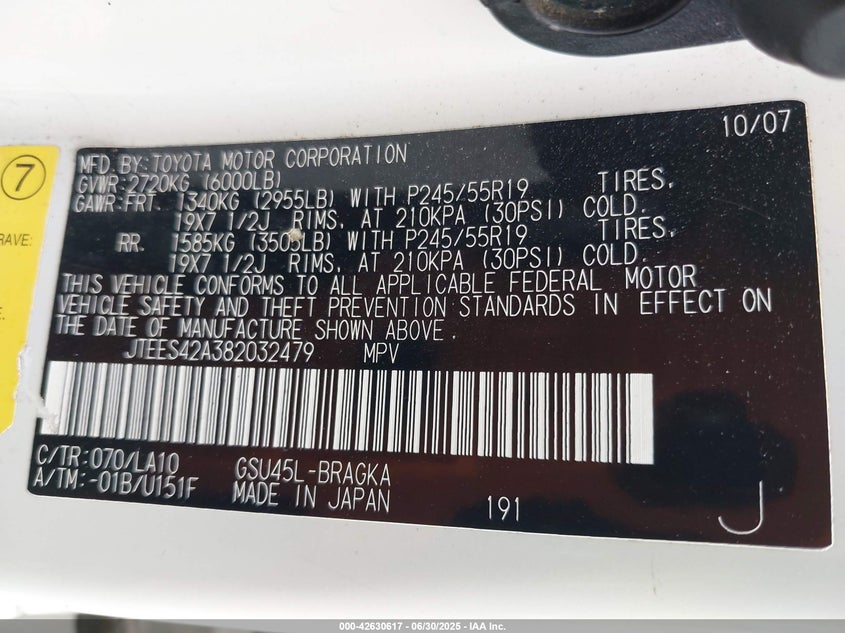 10/07
MFD.BY:TOYOTA MOTOR CORPORATION
GVWR:2720KG (6000LB)
GAWR:FRT. 1340KG (2955LB) WITH P245/55R19 TIRES,
19X7 1/2J RIMS, AT 210KPA (30PSI) COLD.
RR. 1585KG (3505LB) WITH P245/55R19 TIRES,
19X7 1/2J RIMS, AT 210KPA (30PSI) COLD.
THIS VEHICLE CONFORMS TO ALL APPLICABLE FEDERAL MOTOR
VEHICLE SAFETY AND THEFT PREVENTION STANDARDS IN EFFECT ON
THE DATE OF MANUFACTURE SHOWN ABOVE.
JTEES42A382032479 MPV
C/TR:070/LA10 GSU45L-BRAGKA
A/TM:-01B/U151F MADE IN JAPAN 191 J
7
RAVE:
E.
000-42630617 - 06/30/2025 - IAA Inc.